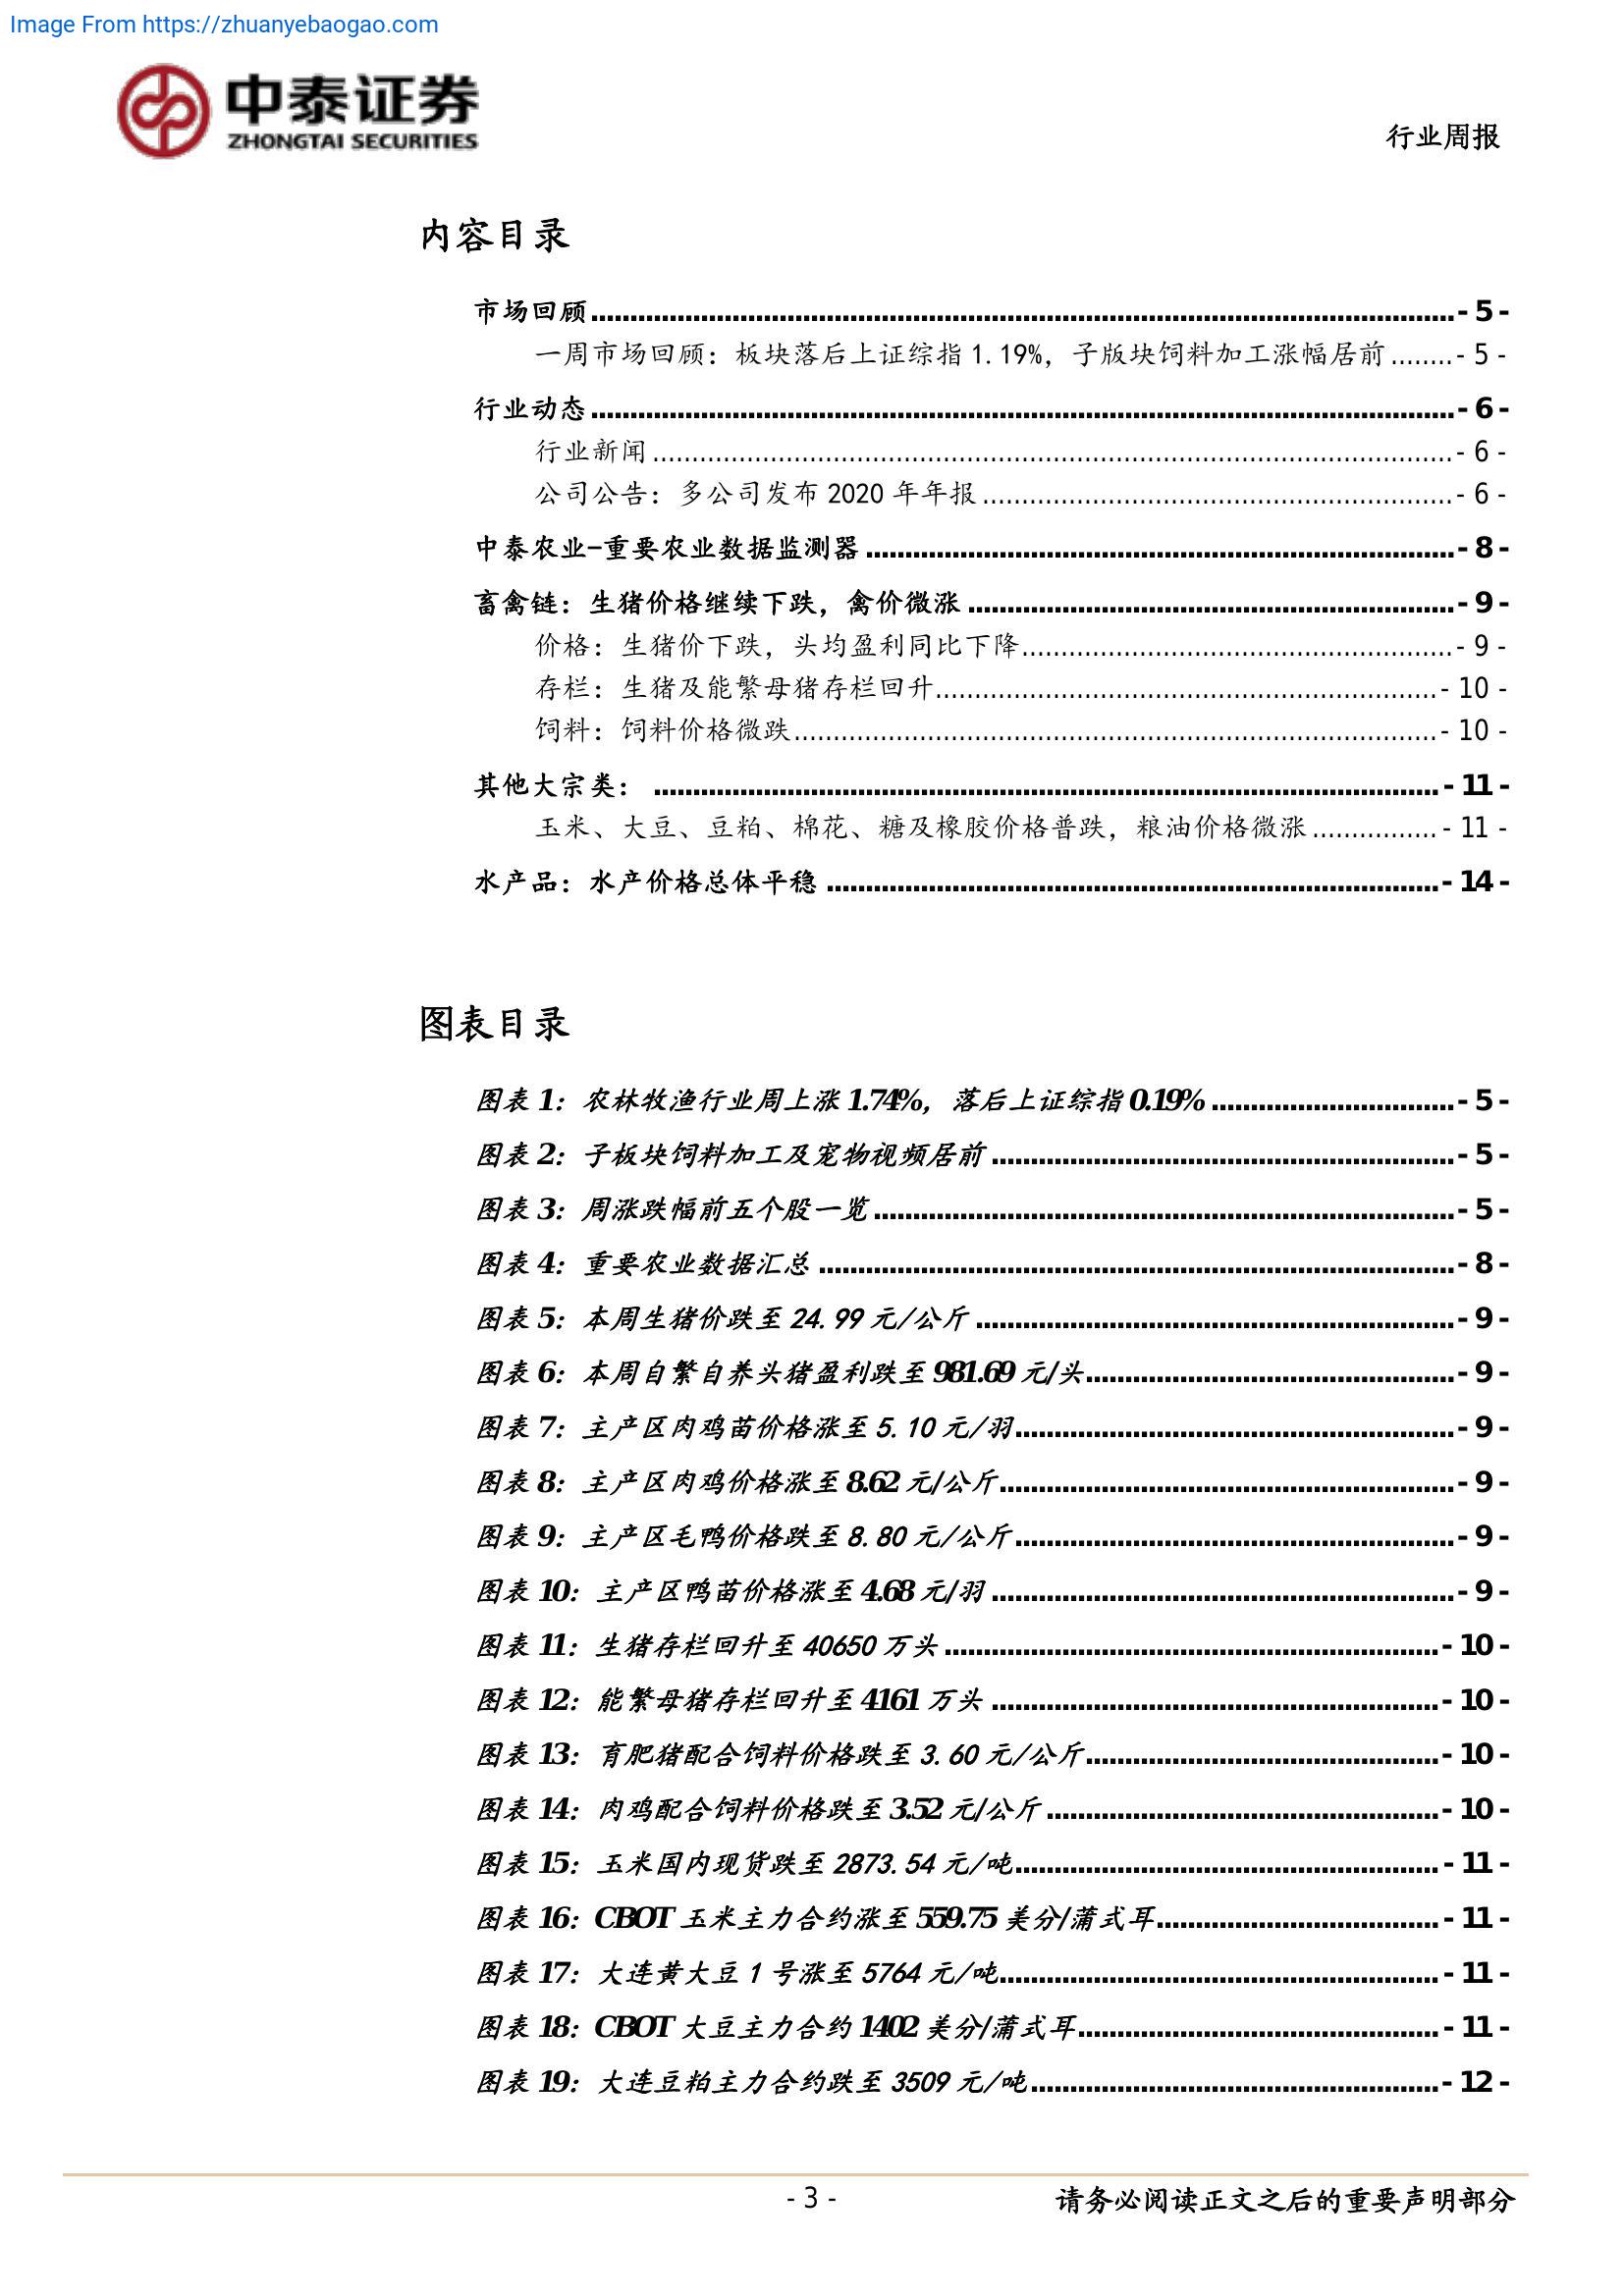 Image From https://zhuanyebaogao.com
中泰证券
ZHONGTAI SECURITIES
行业周报
内容目录
市场回顾 - 5 -
一周市场回顾：板块落后上证综指 1.19%，子版块饲料加工涨幅居前 - 5 -
行业动态 - 6 -
行业新闻 - 6 -
公司公告：多公司发布 2020 年年报 - 6 -
中泰农业-重要农业数据监测器 - 8 -
畜禽链：生猪价格继续下跌，禽价微涨 - 9 -
价格：生猪价下跌，头均盈利同比下降 - 9 -
存栏：生猪及能繁母猪存栏回升 - 10 -
饲料：饲料价格微跌 - 10 -
其他大宗类： - 11 -
玉米、大豆、豆粕、棉花、糖及橡胶价格普跌，粮油价格微涨 - 11 -
水产品：水产价格总体平稳 - 14 -
图表目录
图表 1：农林牧渔行业周上涨 1.74%，落后上证综指 0.19% - 5 -
图表 2：子板块饲料加工及宠物视频居前 - 5 -
图表 3：周涨跌幅前五个股一览 - 5 -
图表 4：重要农业数据汇总 - 8 -
图表 5：本周生猪价跌至 24.99 元/公斤 - 9 -
图表 6：本周自繁自养头猪盈利跌至 981.69 元/头 - 9 -
图表 7：主产区肉鸡苗价格涨至 5.10 元/羽 - 9 -
图表 8：主产区肉鸡价格涨至 8.62 元/公斤 - 9 -
图表 9：主产区毛鸭价格跌至 8.80 元/公斤 - 9 -
图表 10：主产区鸭苗价格涨至 4.68 元/羽 - 9 -
图表 11：生猪存栏回升至 40650 万头 - 10 -
图表 12：能繁母猪存栏回升至 4161 万头 - 10 -
图表 13：育肥猪配合饲料价格跌至 3.60 元/公斤 - 10 -
图表 14：肉鸡配合饲料价格跌至 3.52 元/公斤 - 10 -
图表 15：玉米国内现货跌至 2873.54 元/吨 - 11 -
图表 16：CBOT 玉米主力合约涨至 559.75 美分/蒲式耳 - 11 -
图表 17：大连黄大豆 1 号涨至 5764 元/吨 - 11 -
图表 18：CBOT 大豆主力合约 1402 美分/蒲式耳 - 11 -
图表 19：大连豆粕主力合约跌至 3509 元/吨 - 12 -
- 3 -
请务必阅读正文之后的重要声明部分